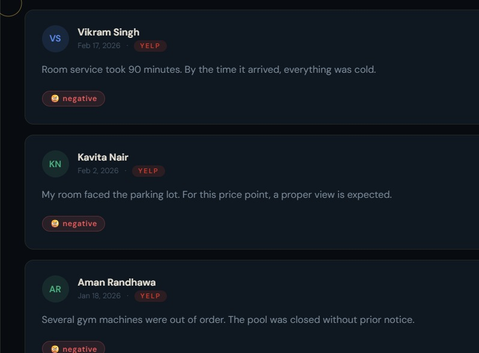 VS
Vikram Singh
Feb 17, 2026 · YELP
Room service took 90 minutes. By the time it arrived, everything was cold.
negative
KN
Kavita Nair
Feb 2, 2026 · YELP
My room faced the parking lot. For this price point, a proper view is expected.
negative
AR
Aman Randhawa
Jan 18, 2026 · YELP
Several gym machines were out of order. The pool was closed without prior notice.
negative